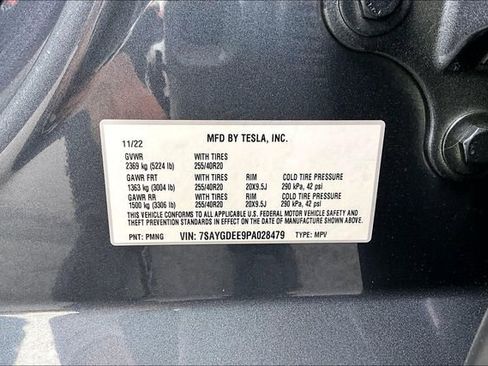 MFD BY TESLA, INC.
11/22
GVWR WITH TIRES
2369 kg (5224 lb) 255/40R20
GAWR FRT WITH TIRES RIM COLD TIRE PRESSURE
1363 kg (3004 lb) 255/40R20 20X9.5J 290 kPa, 42 psi
GAWR RR WITH TIRES RIM COLD TIRE PRESSURE
1500 kg (3306 lb) 255/40R20 20X9.5J 290 kPa, 42 psi
THIS VEHICLE CONFORMS TO ALL APPLICABLE U.S. FEDERAL MOTOR VEHICLE SAFETY AND
THEFT PREVENTION STANDARDS IN EFFECT ON THE DATE OF MANUFACTURE SHOWN ABOVE.
PNT: PMNG VIN: 7SAYGDEE9PA028479 TYPE: MPV